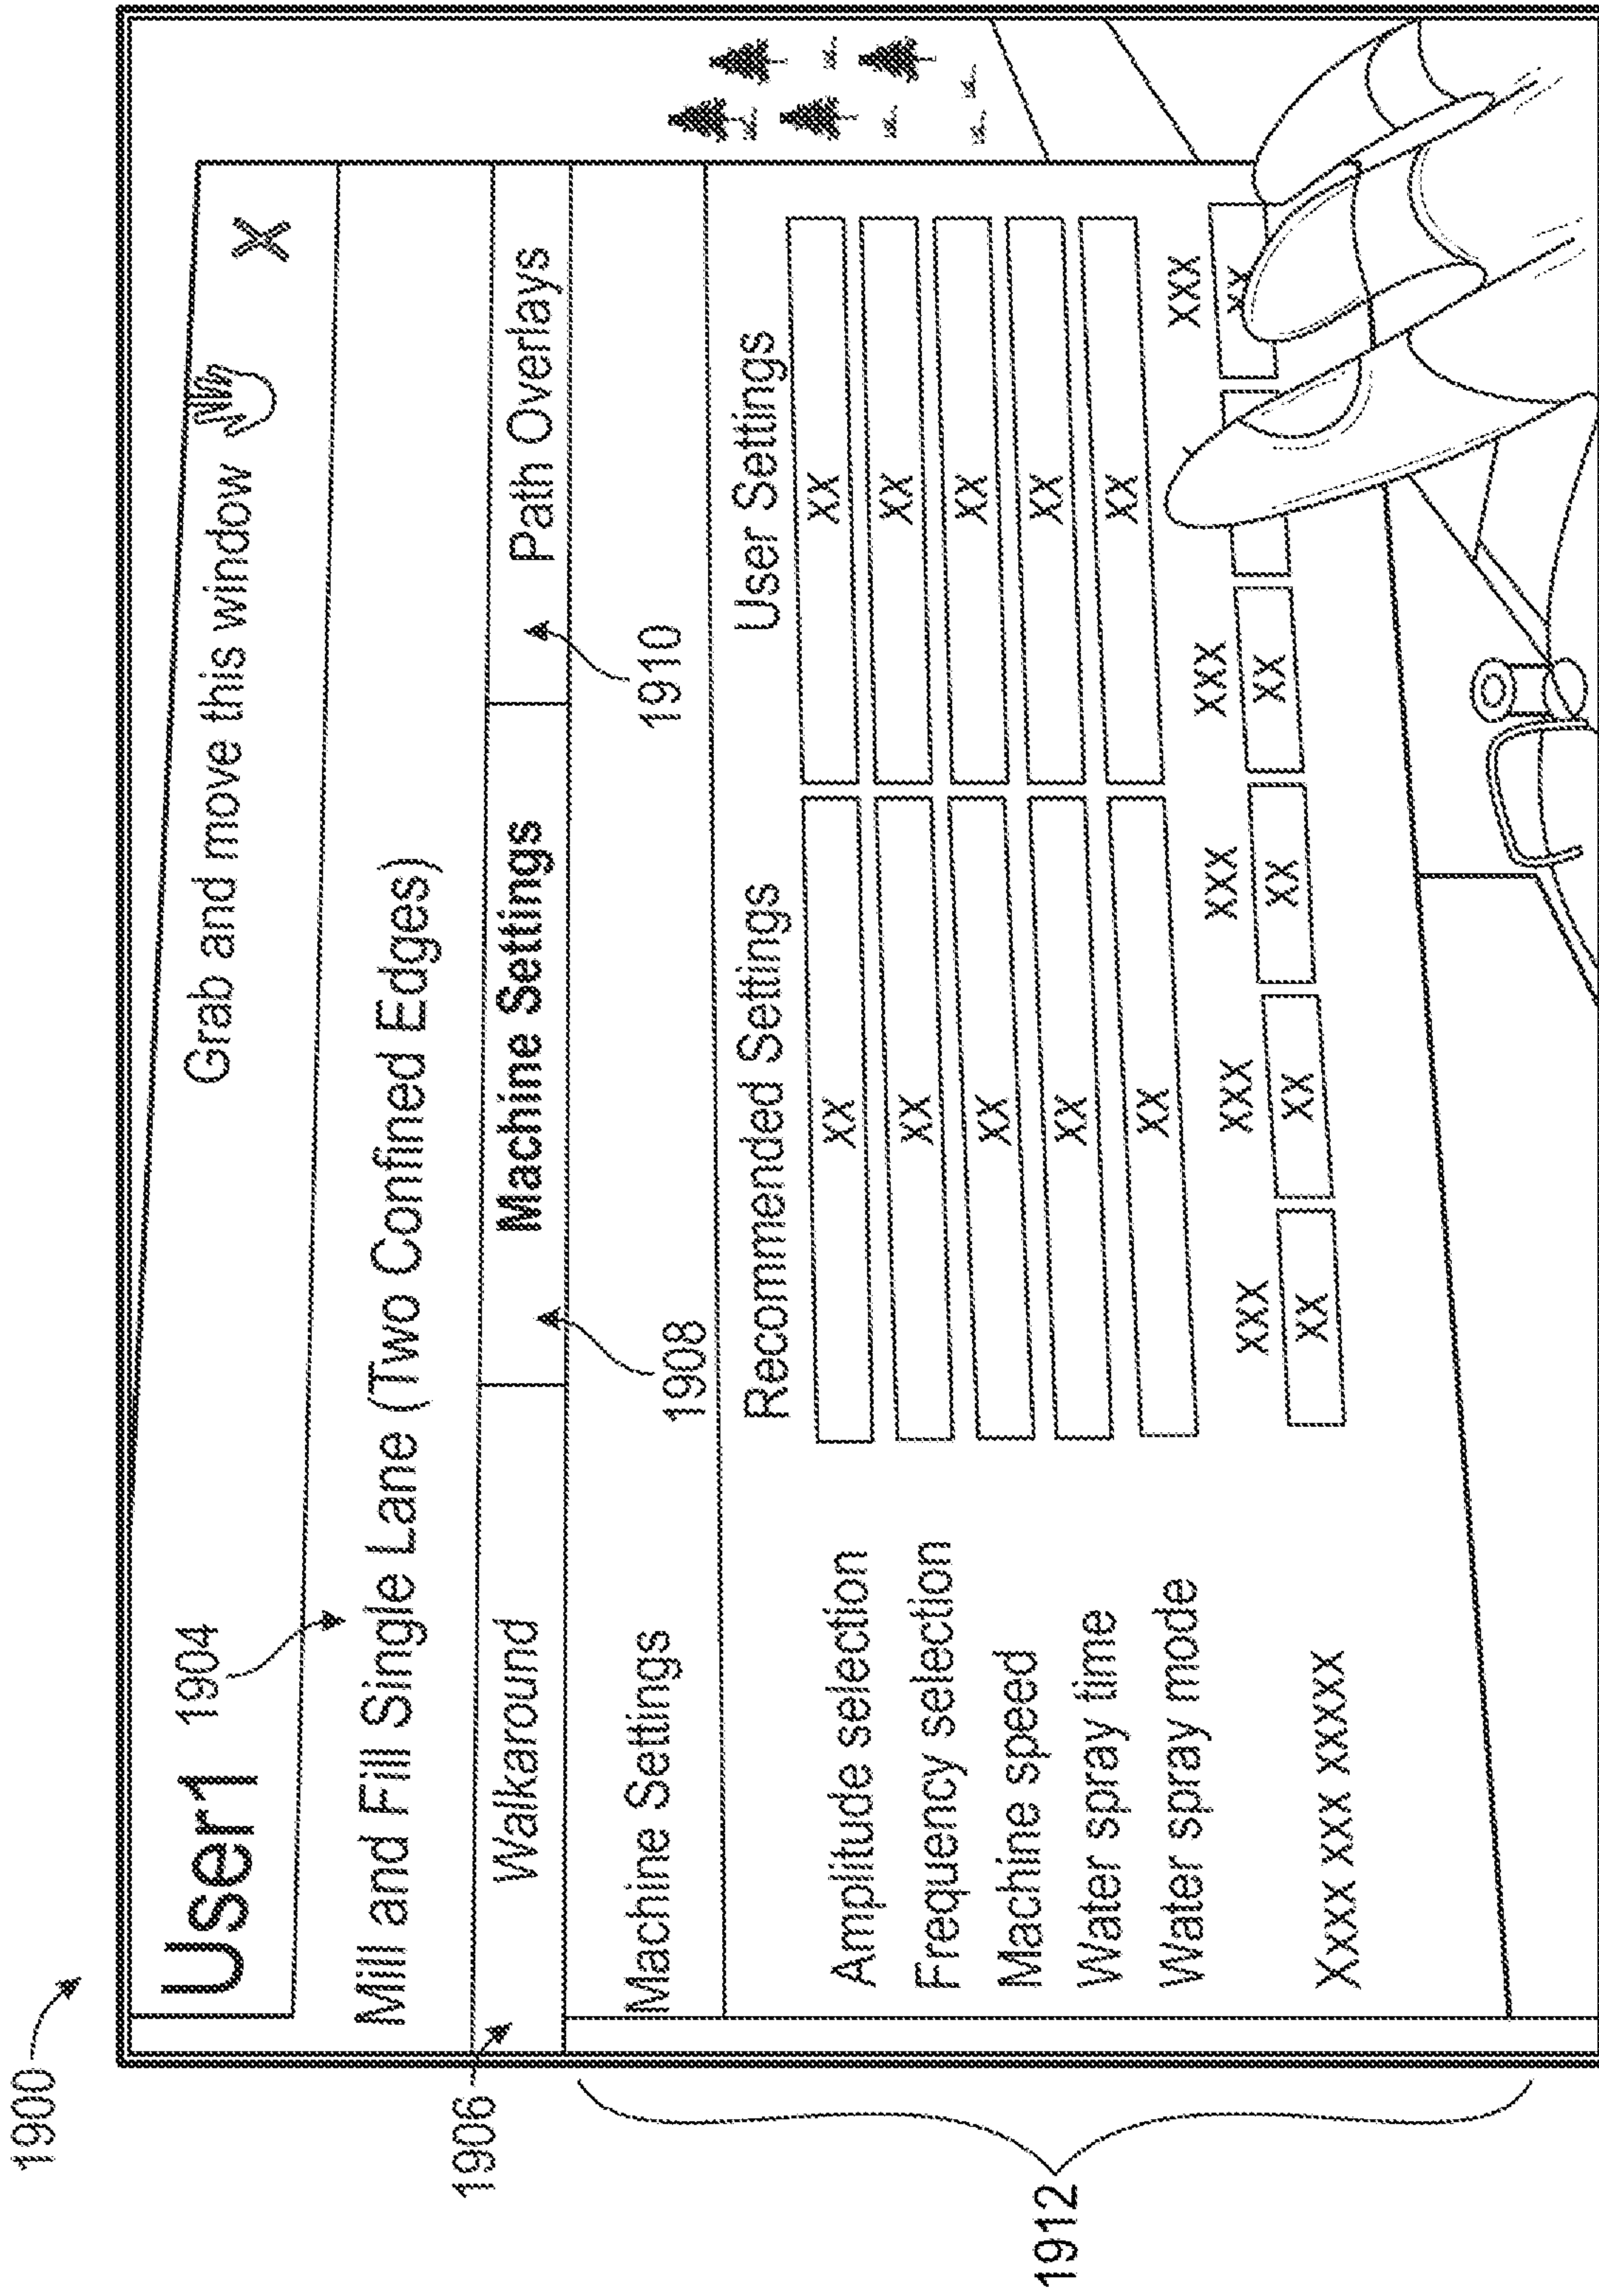 1900
User1 1904 Grab and move this window X
Mill and Fill Single Lane (Two Confined Edges)
1906 Walkaround Machine Settings Path Overlays
1908 1910
Machine Settings
Recommended Settings User Settings
Amplitude selection XX XX
Frequency selection XX XX
Machine speed XX XX
Water spray time XX XX
Water spray mode XX XX
XXX XXX XXX XXX XXX
Xxxx xxx xxxxx XX XX XX XX XX
1912